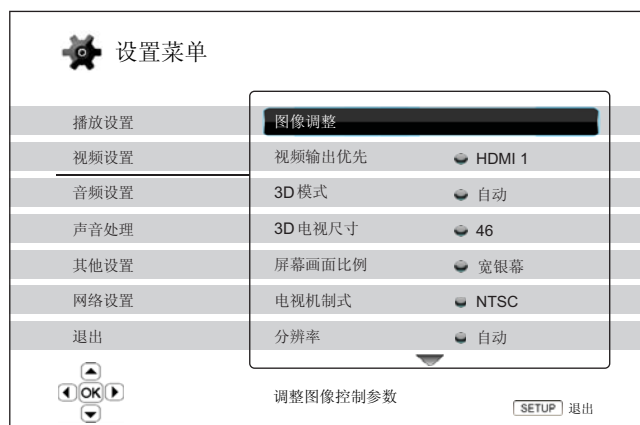 设置菜单
播放设置 图像调整
视频设置 视频输出优先 HDMI 1
音频设置 3D 模式 自动
声音处理 3D 电视尺寸 46
其他设置 屏幕画面比例 宽银幕
网络设置 电视机制式 NTSC
退出 分辨率 自动
OK
调整图像控制参数
SETUP 退出